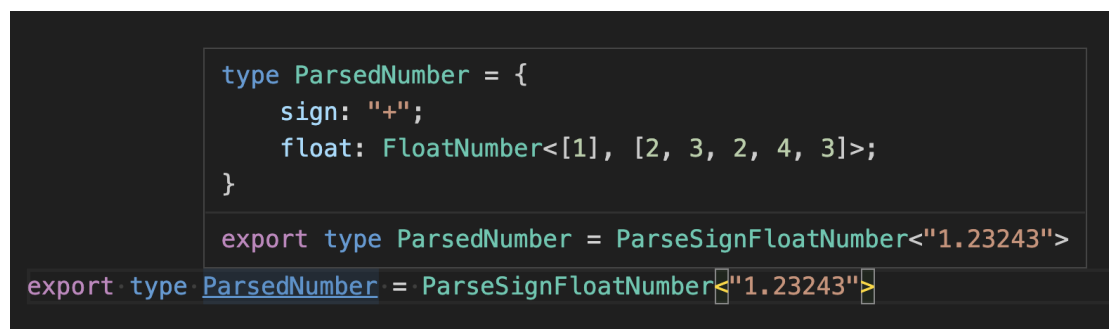 type ParsedNumber = {
    sign: "+";
    float: FloatNumber<[1], [2, 3, 2, 4, 3]>;
}
export type ParsedNumber = ParseSignFloatNumber<"1.23243">
export type ParsedNumber = ParseSignFloatNumber<"1.23243">